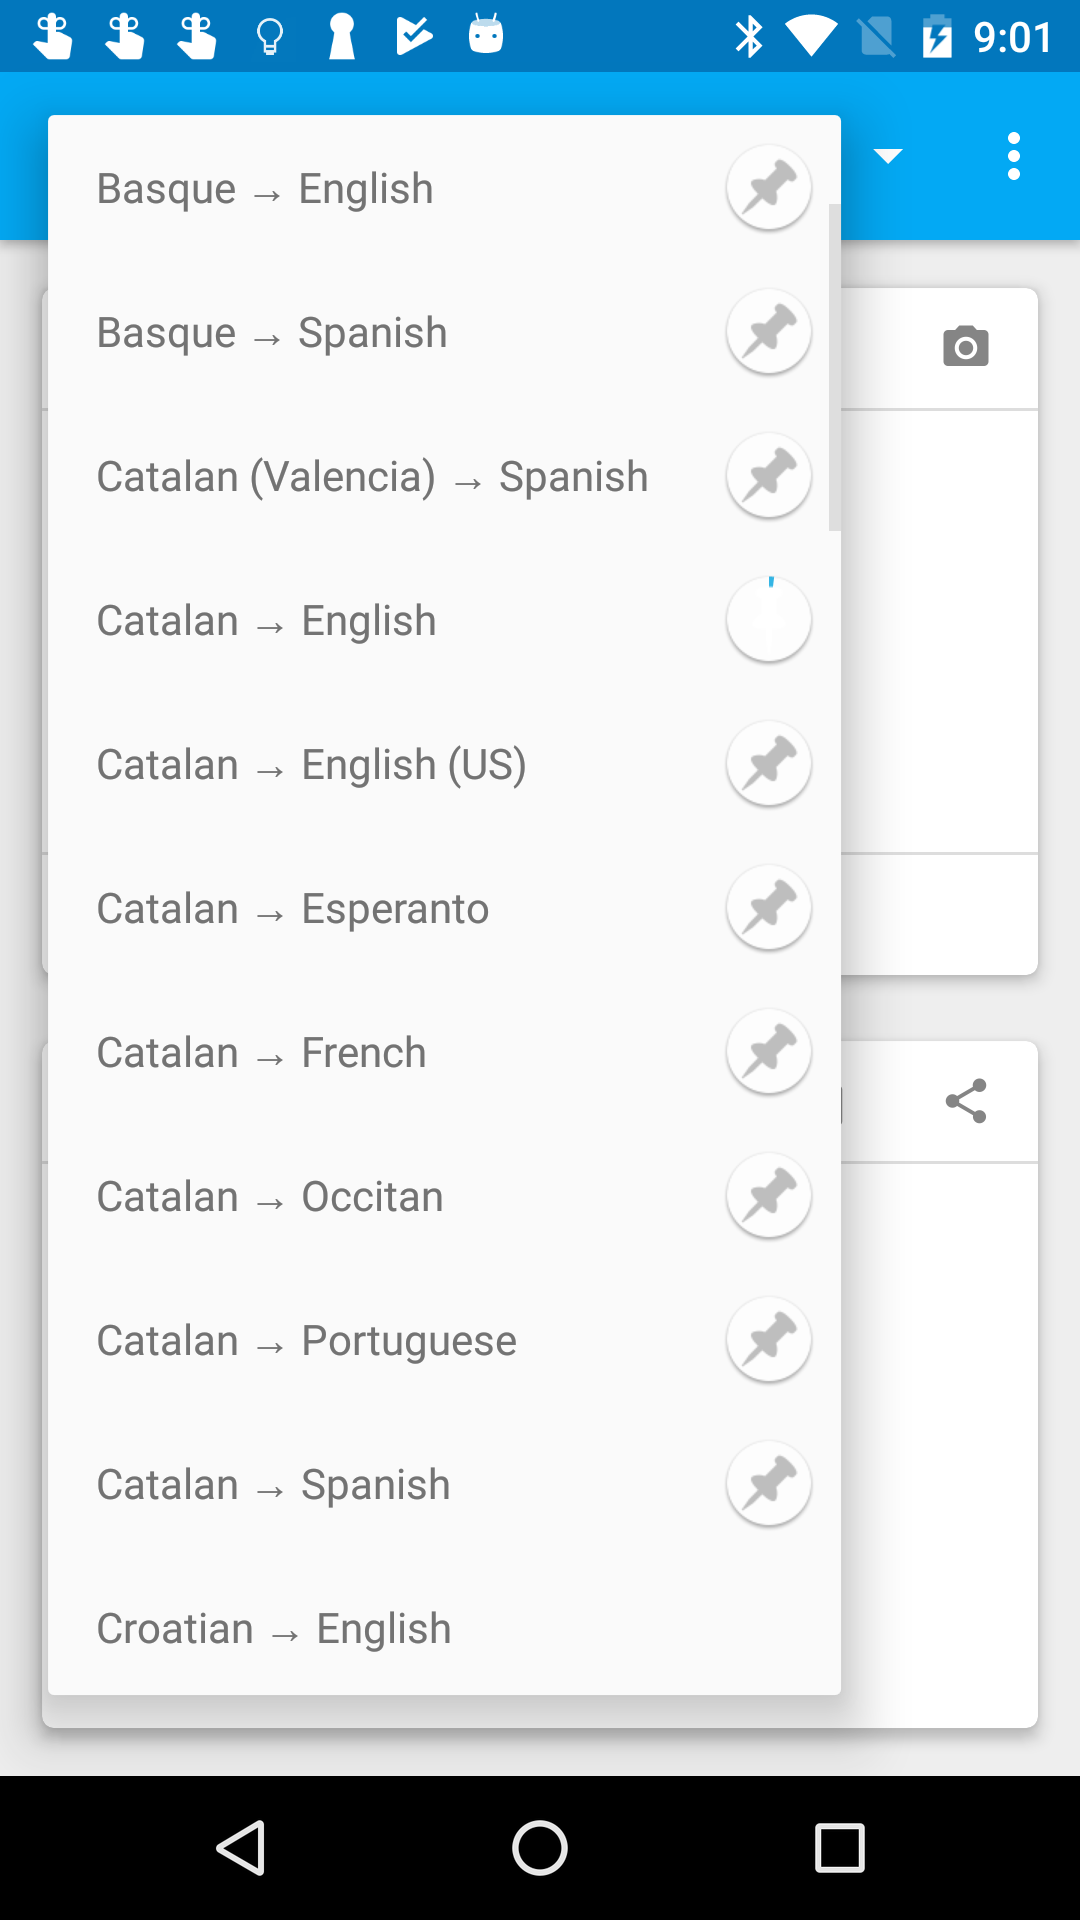 9:01
Basque → English
Basque → Spanish
Catalan (Valencia) → Spanish
Catalan → English
Catalan → English (US)
Catalan → Esperanto
Catalan → French
Catalan → Occitan
Catalan → Portuguese
Catalan → Spanish
Croatian → English